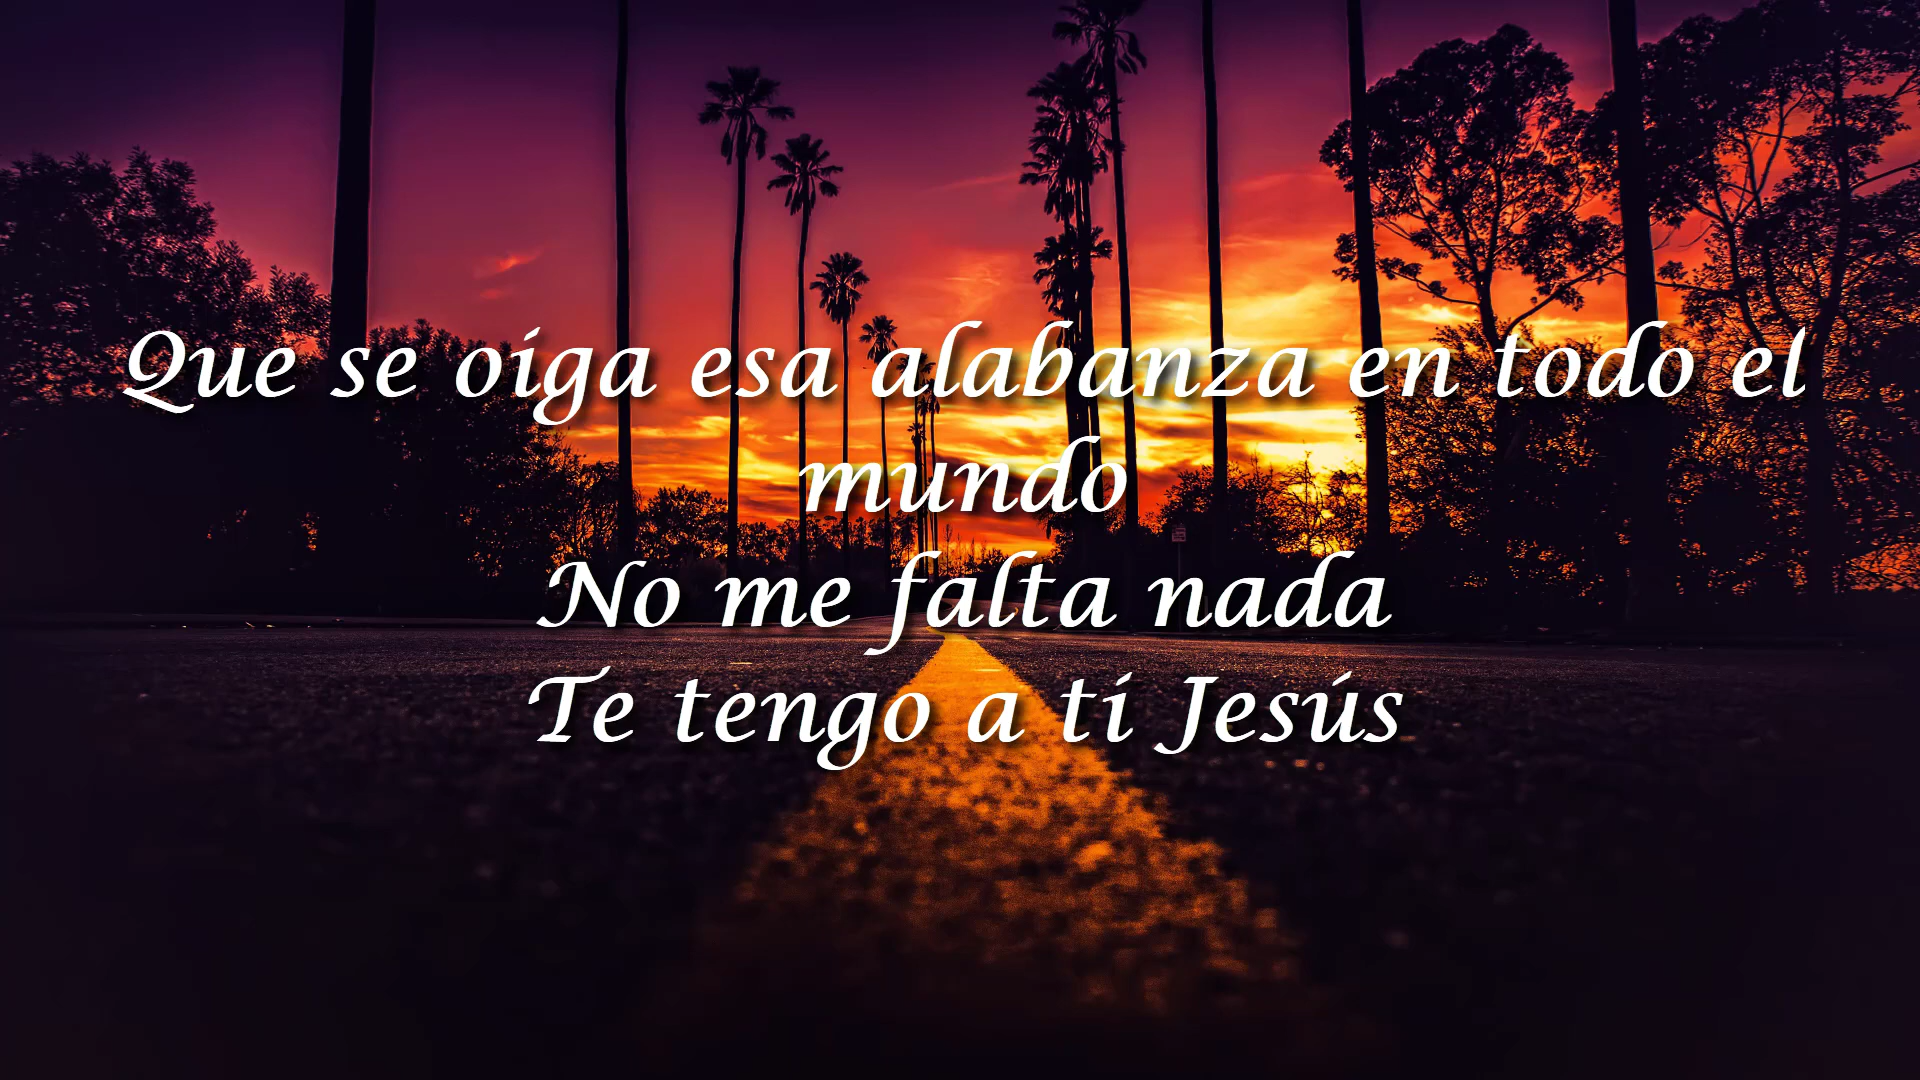 Que se oiga esa alabanza en todo el
mundo
No me falta nada
Te tengo a ti Jesús